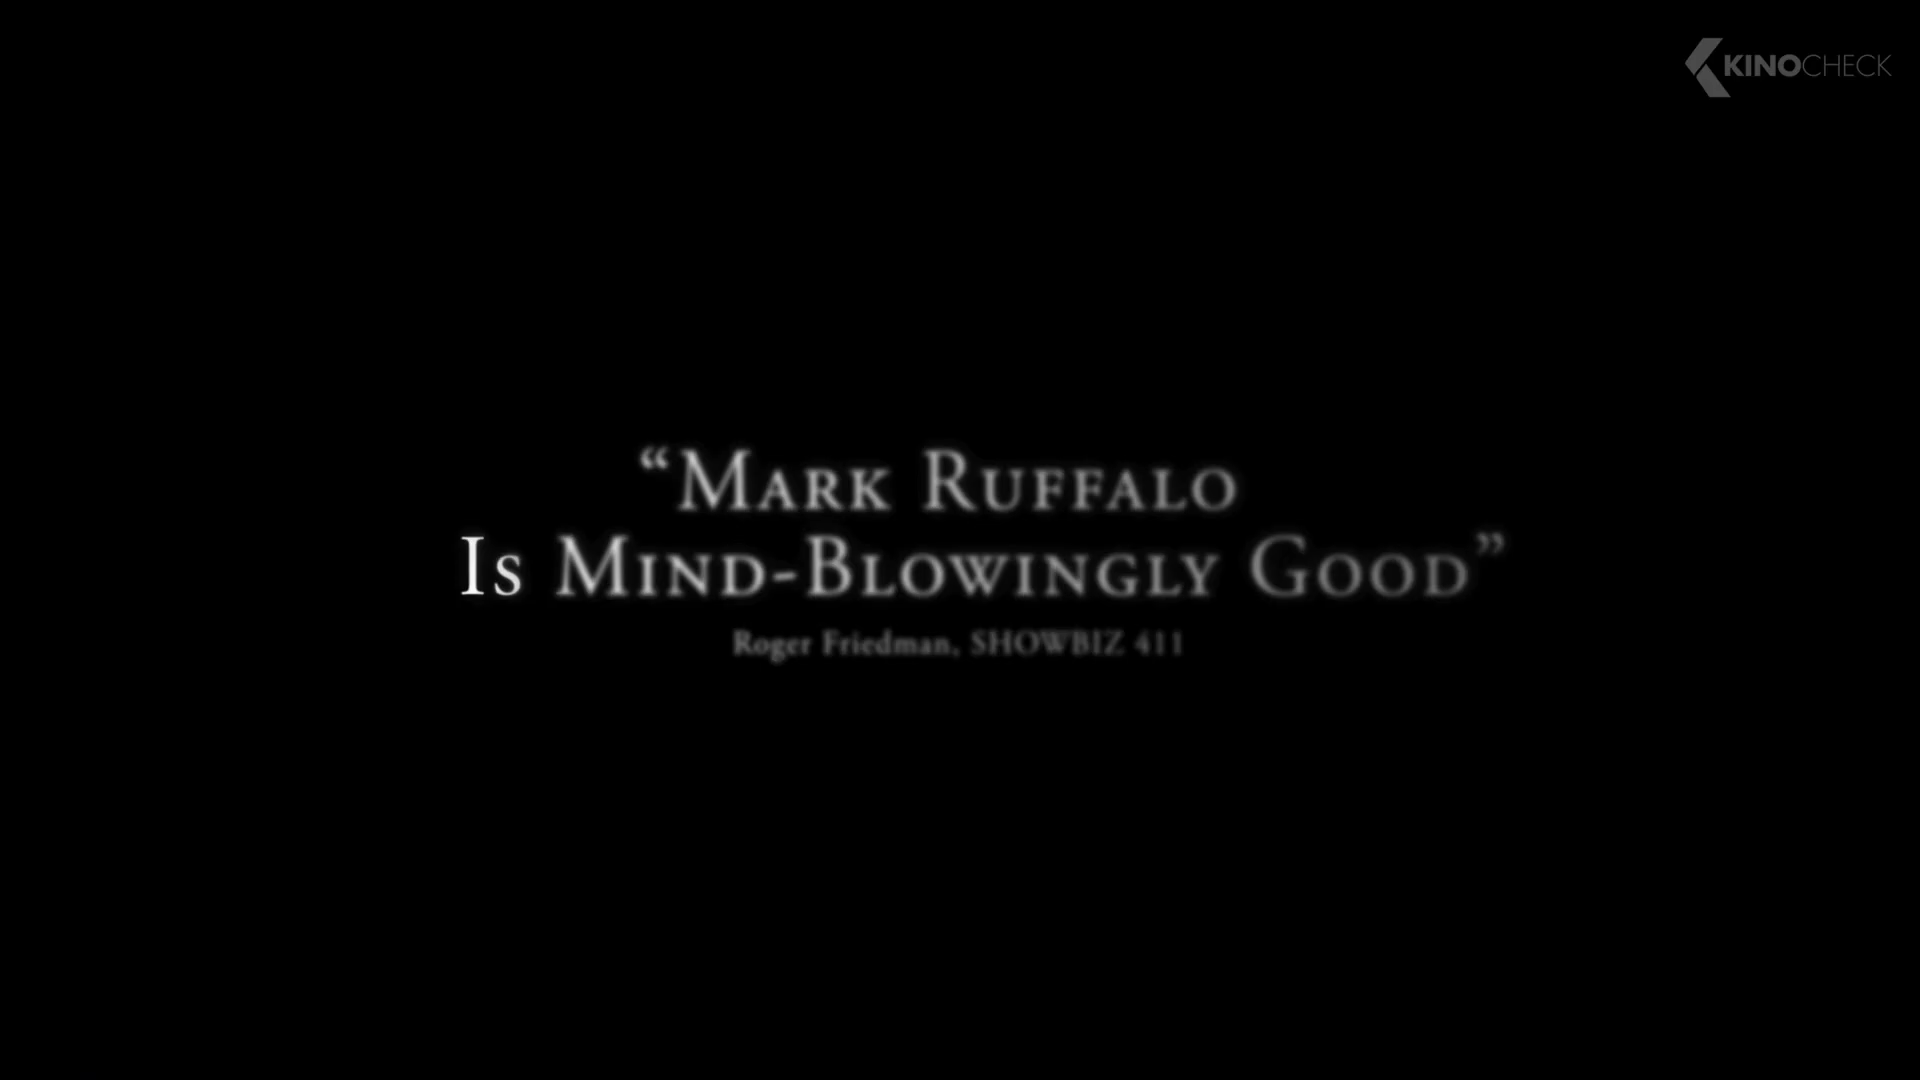 KINOCHECK
“MARK RUFFALO
IS MIND-BLOWINGLY GOOD”
Roger Friedman, SHOWBIZ 411